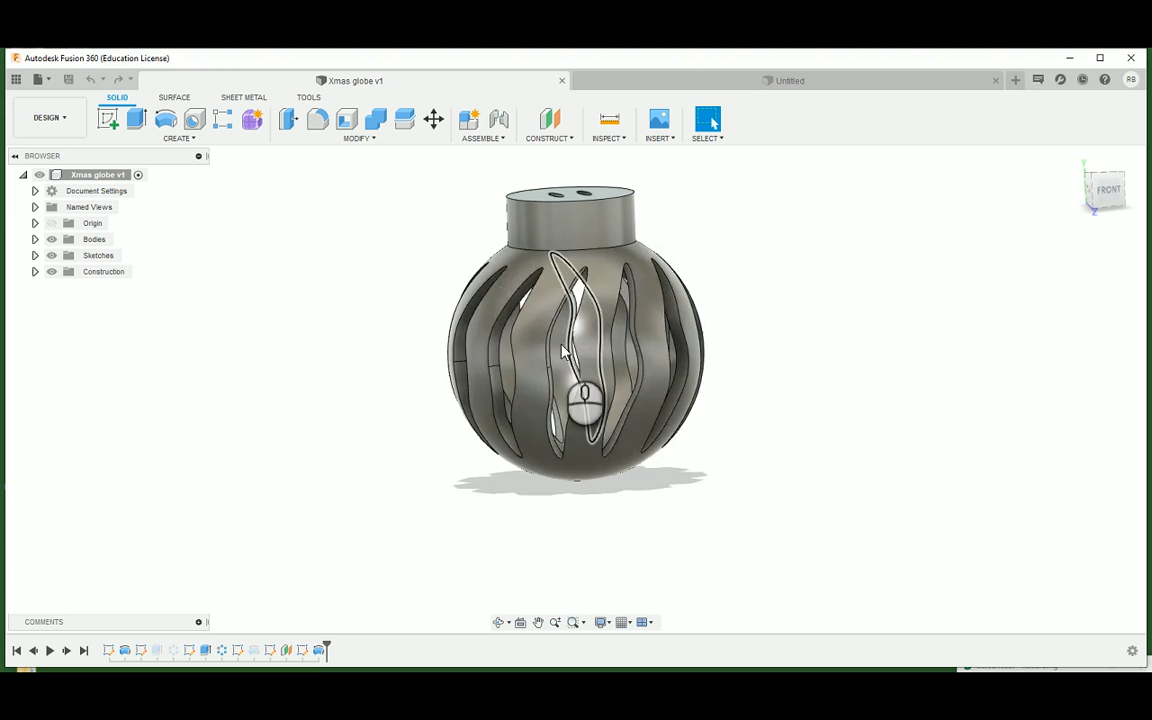 Autodesk Fusion 360 (Education License)
Xmas globe v1
Untitled
RB
DESIGN
SOLID
SURFACE
SHEET METAL
TOOLS
CREATE
MODIFY
ASSEMBLE
CONSTRUCT
INSPECT
INSERT
SELECT
BROWSER
Xmas globe v1
Document Settings
Named Views
Origin
Bodies
Sketches
Construction
FRONT
Y
Z
COMMENTS